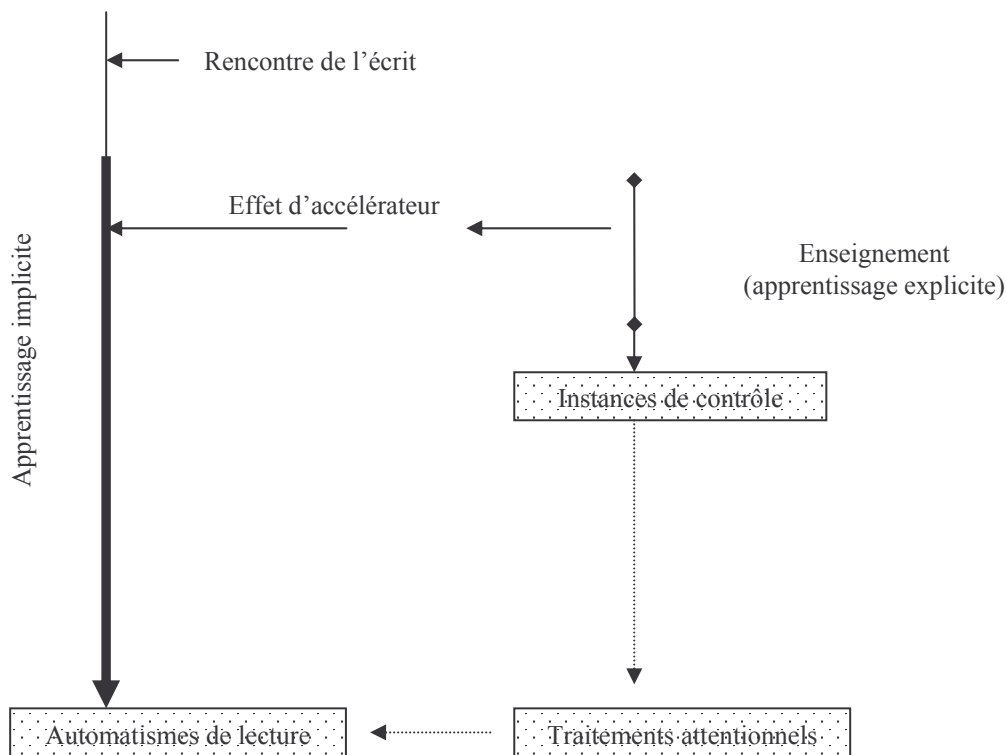 Rencontre de l’écrit
Effet d’accélérateur
Enseignement
(apprentissage explicite)
Apprentissage implicite
Instances de contrôle
Automatismes de lecture
Traitements attentionnels